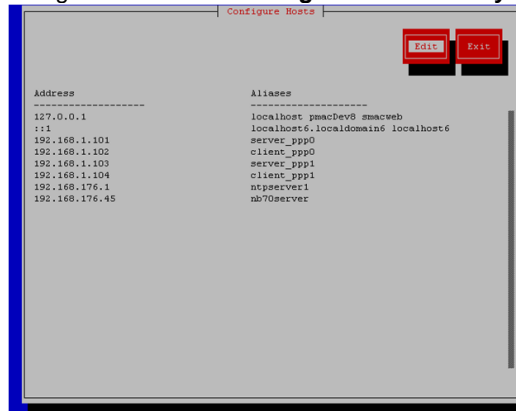 Configure Hosts
Edit Exit
Address Aliases
------------------- --------------------
127.0.0.1 localhost pmacDev8 smacweb
::1 localhost6.localdomain6 localhost6
192.168.1.101 server_ppp0
192.168.1.102 client_ppp0
192.168.1.103 server_ppp1
192.168.1.104 client_ppp1
192.168.176.1 ntpserver1
192.168.176.45 nb70server